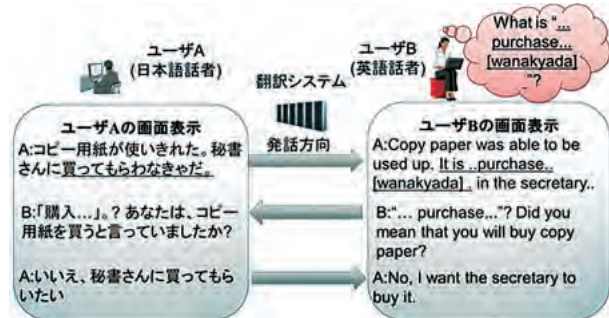 What is “…
purchase…
[wanakyada]
_”?
ユーザA
(日本語話者)
ユーザB
(英語話者)
翻訳システム
発話方向
ユーザAの画面表示
A:コピー用紙が使いきれた。秘書
さんに買ってもらわなきゃだ。
B:「購入…」。? あなたは、コピー
用紙を買うと言っていましたか?
A:いいえ、秘書さんに買ってもら
いたい
ユーザBの画面表示
A:Copy paper was able to be
used up. It is ..purchase..
[wanakyada] . in the secretary..
B:“… purchase...”? Did you
mean that you will buy copy
paper?
A:No, I want the secretary to
buy it.